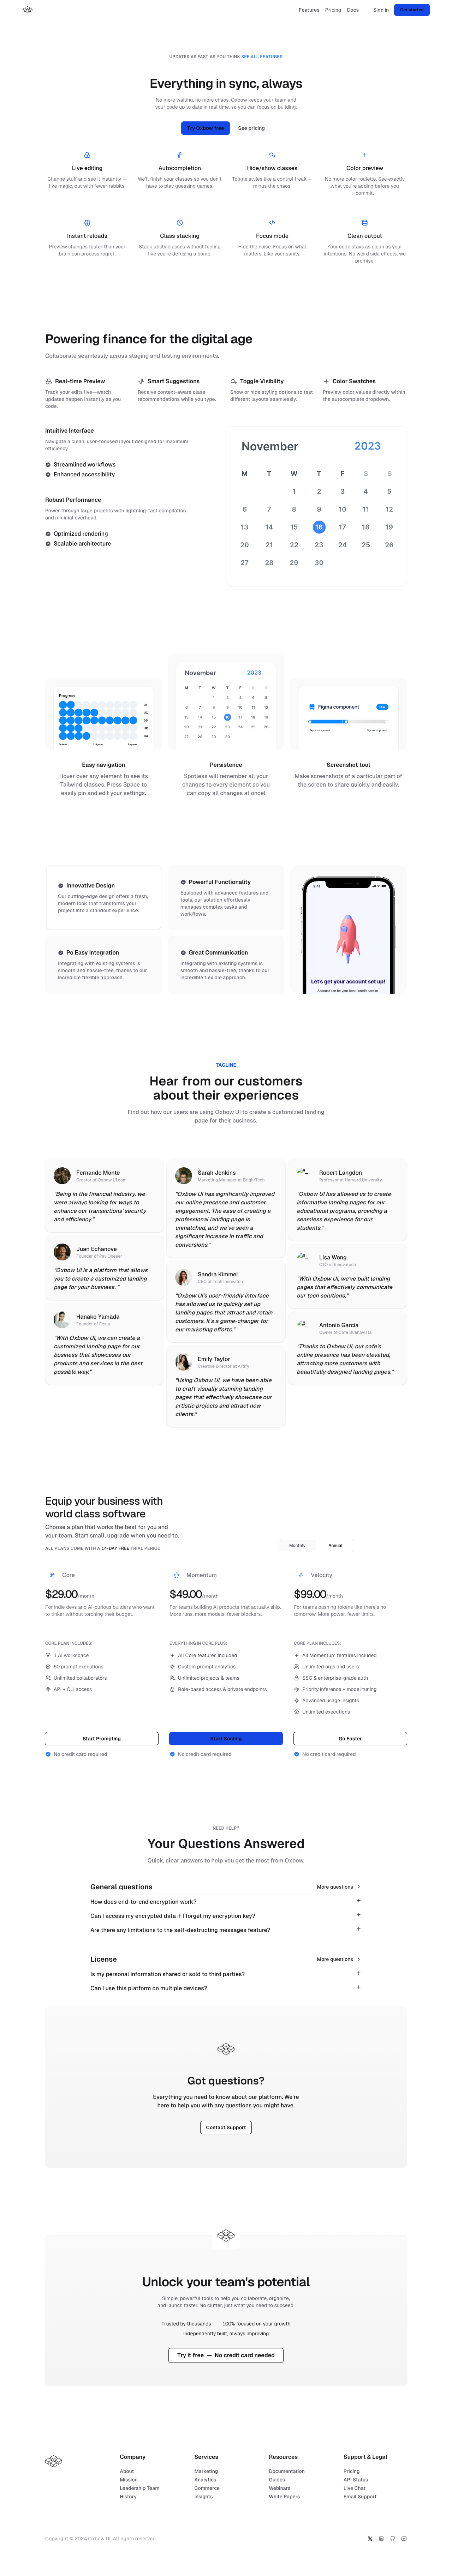 Features Pricing Docs Sign in Get started
UPDATES AS FAST AS YOU THINK SEE ALL FEATURES
Everything in sync, always
No more waiting, no more chaos. Oxbow keeps your team and
your code up to date in real time, so you can focus on building.
Try Oxbow free See pricing
Live editing
Change stuff and see it instantly —
like magic, but with fewer rabbits.
Autocompletion
We'll finish your classes so you don't
have to play guessing games.
Hide/show classes
Toggle styles like a control freak —
minus the chaos.
Color preview
No more color roulette. See exactly
what you're adding before you
commit.
Instant reloads
Preview changes faster than your
brain can process regret.
Class stacking
Stack utility classes without feeling
like you're defusing a bomb.
Focus mode
Hide the noise. Focus on what
matters. Like your sanity.
Clean output
Your code stays as clean as your
intentions. No weird side effects, we
promise.
Powering finance for the digital age
Collaborate seamlessly across staging and testing environments.
Real-time Preview
Track your edits live—watch
updates happen instantly as you
code.
Smart Suggestions
Receive context-aware class
recommendations while you type.
Toggle Visibility
Show or hide styling options to test
different layouts seamlessly.
Color Swatches
Preview color values directly within
the autocomplete dropdown.
Intuitive Interface
Navigate a clean, user-focused layout designed for maximum
efficiency.
Streamlined workflows
Enhanced accessibility
Robust Performance
Power through large projects with lightning-fast compilation
and minimal overhead.
Optimized rendering
Scalable architecture
November 2023
M T W T F S S
1 2 3 4 5
6 7 8 9 10 11 12
13 14 15 16 17 18 19
20 21 22 23 24 25 26
27 28 29 30
Progress
Easy navigation
Hover over any element to see its
Tailwind classes. Press Space to
easily pin and edit your settings.
November 2023
M T W T F S S
1 2 3 4 5
6 7 8 9 10 11 12
13 14 15 16 17 18 19
20 21 22 23 24 25 26
27 28 29 30
Persistence
Spotless will remember all your
changes to every element so you
can copy all changes at once!
Figma component
Screenshot tool
Make screenshots of a particular part of
the screen to share quickly and easily.
Innovative Design
Our cutting-edge design offers a fresh,
modern look that transforms your
project into a standout experience.
Powerful Functionality
Equipped with advanced features and
tools, our solution effortlessly
manages complex tasks and
workflows.
Po Easy Integration
Integrating with existing systems is
smooth and hassle-free, thanks to our
incredible flexible approach.
Great Communication
Integrating with existing systems is
smooth and hassle-free, thanks to our
incredible flexible approach.
9:41
Let's get your account set up!
Account can be your bank, credit card or
TAGLINE
Hear from our customers
about their experiences
Find out how our users are using Oxbow UI to create a customized landing
page for their business.
Fernando Monte
Creator of Oxbow UI.com
"Being in the financial industry, we
were always looking for ways to
enhance our transactions' security
and efficiency."
Juan Echanove
Founder of Pay Drawer
"Oxbow UI is a platform that allows
you to create a customized landing
page for your business. "
Hanako Yamada
"With Oxbow UI, we can create a
customized landing page for our
business that showcases our
products and services in the best
possible way."
Sarah Jenkins
Marketing Manager at BrightTech
"Oxbow UI has significantly improved
our online presence and customer
engagement. The ease of creating a
professional landing page is
unmatched, and we've seen a
significant increase in traffic and
conversions."
Sandra Kimmel
CEO of Tech Innovators
"Oxbow UI's user-friendly interface
has allowed us to quickly set up
landing pages that attract and retain
customers. It's a game-changer for
our marketing efforts."
Emily Taylor
Creative Director at Artify
"Using Oxbow UI, we have been able
to craft visually stunning landing
pages that effectively showcase our
artistic projects and attract new
clients."
Robert Langdon
Professor at Harvard University
"Oxbow UI has allowed us to create
informative landing pages for our
educational programs, providing a
seamless experience for our
students."
Lisa Wong
CTO of Innovatech
"With Oxbow UI, we've built landing
pages that effectively communicate
our tech solutions."
Antonio Garcia
Owner of Cafe Buenavista
"Thanks to Oxbow UI, our cafe's
online presence has been elevated,
attracting more customers with
beautifully designed landing pages."
Equip your business with
world class software
Choose a plan that works the best for you and
your team. Start small, upgrade when you need to.
ALL PLANS COME WITH A 14-DAY FREE TRIAL PERIOD.
Monthly Annual
Core
$29.00/month
For indie devs and AI-curious builders who want
to tinker without torching their budget.
CORE PLAN INCLUDES:
1 AI workspace
50 prompt executions
Unlimited collaborators
API + CLI access
Start Prompting
No credit card required
Momentum
$49.00/month
For teams building AI products that actually ship.
More runs, more models, fewer blockers.
EVERYTHING IN CORE PLUS:
All Core features included
Custom prompt analytics
Unlimited projects & teams
Role-based access & private endpoints
Start Scaling
No credit card required
Velocity
$99.00/month
For teams pushing tokens like there's no
tomorrow. More power, fewer limits.
CORE PLAN INCLUDES:
All Momentum features included
Unlimited orgs and users
SSO & enterprise-grade auth
Priority inference + model tuning
Advanced usage insights
Unlimited executions
Go Faster
No credit card required
NEED HELP?
Your Questions Answered
Quick, clear answers to help you get the most from Oxbow.
General questions More questions
How does end-to-end encryption work?
Can I access my encrypted data if I forget my encryption key?
Are there any limitations to the self-destructing messages feature?
License More questions
Is my personal information shared or sold to third parties?
Can I use this platform on multiple devices?
Got questions?
Everything you need to know about our platform. We're
here to help you with any questions you might have.
Contact Support
Unlock your team's potential
Simple, powerful tools to help you collaborate, organize,
and launch faster. No clutter, just what you need to succeed.
Trusted by thousands 100% focused on your growth
Independently built, always improving
Try it free — No credit card needed
Company
About
Mission
Leadership Team
History
Services
Marketing
Analytics
Commerce
Insights
Resources
Documentation
Guides
Webinars
White Papers
Support & Legal
Pricing
API Status
Live Chat
Email Support
Copyright © 2024 Oxbow UI. All rights reserved.